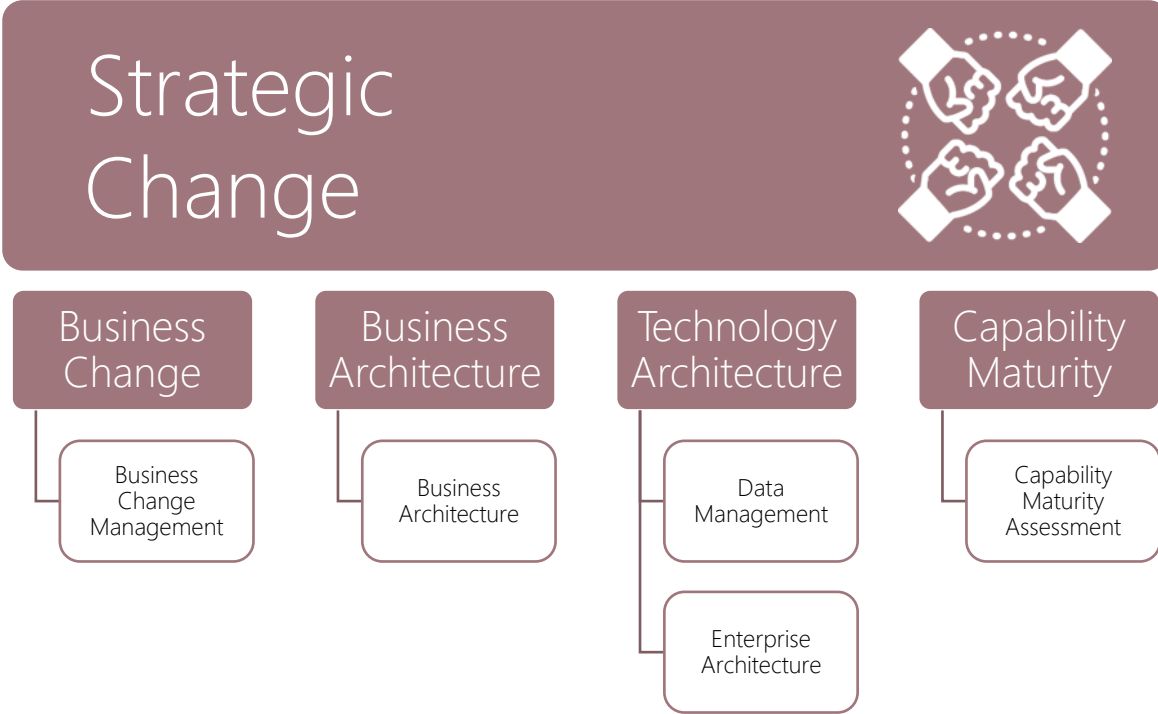 Strategic
Change
Business
Change
Business
Architecture
Technology
Architecture
Capability
Maturity
Business
Change
Management
Business
Architecture
Data
Management
Capability
Maturity
Assessment
Enterprise
Architecture